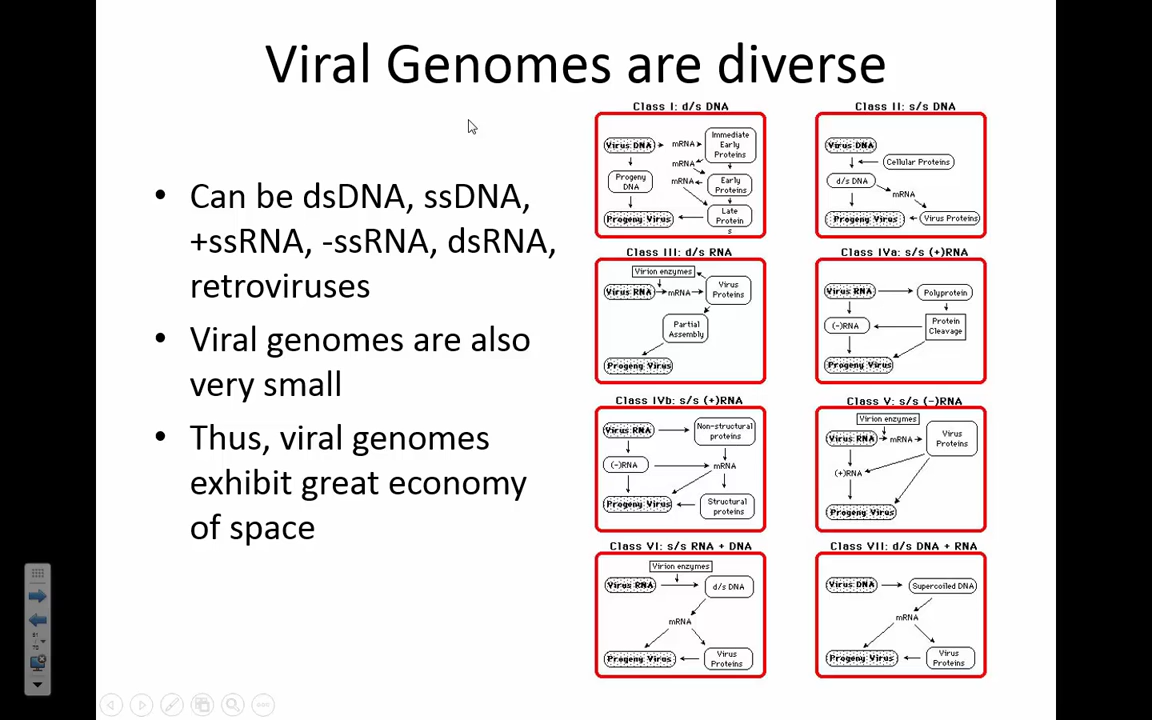 Viral Genomes are diverse
• Can be dsDNA, ssDNA,
+ssRNA, -ssRNA, dsRNA,
retroviruses
• Viral genomes are also
very small
• Thus, viral genomes
exhibit great economy
of space
Class I: d/s DNA
Virus DNA
mRNA
Immediate
Early
Proteins
mRNA
Progeny
DNA
mRNA
Early
Proteins
Progeny Virus
Late
Protein
s
Class II: s/s DNA
Virus DNA
Cellular Proteins
d/s DNA
mRNA
Progeny Virus
Virus Proteins
Class III: d/s RNA
Virion enzymes
Virus RNA
mRNA
Virus
Proteins
Partial
Assembly
Progeny Virus
Class IVa: s/s (+)RNA
Virus RNA
Polyprotein
(-)RNA
Protein
Cleavage
Progeny Virus
Class IVb: s/s (+)RNA
Virus RNA
Non-structural
proteins
(-)RNA
mRNA
Progeny Virus
Structural
proteins
Class V: s/s (-)RNA
Virion enzymes
Virus RNA
mRNA
Virus
Proteins
(+)RNA
Progeny Virus
Class VI: s/s RNA + DNA
Virion enzymes
Virus RNA
d/s DNA
mRNA
Progeny Virus
Virus
Proteins
Class VII: d/s DNA + RNA
Virus DNA
Supercoiled DNA
mRNA
Progeny Virus
Virus
Proteins